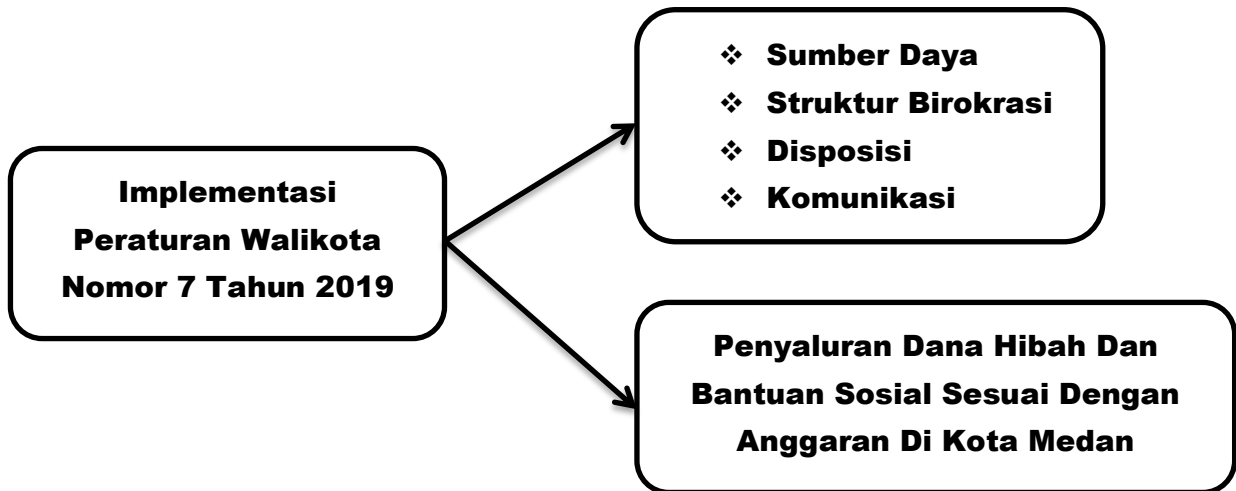 Implementasi
Peraturan Walikota
Nomor 7 Tahun 2019
❖ Sumber Daya
❖ Struktur Birokrasi
❖ Disposisi
❖ Komunikasi
Penyaluran Dana Hibah Dan
Bantuan Sosial Sesuai Dengan
Anggaran Di Kota Medan